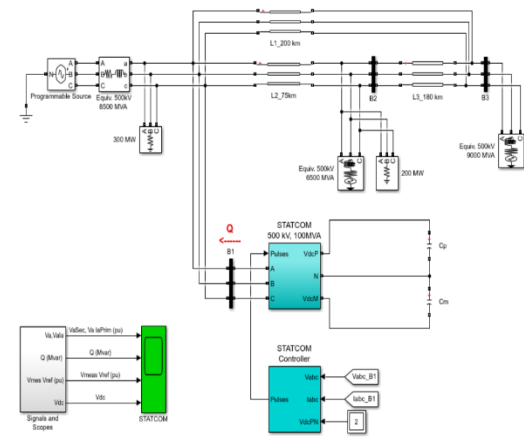 L1_200 km
N
A
B
C
A
B
C
a
b
c
Programmable Source
Equiv. 500kV
8500 MVA
L2_75km
B2
L3_180 km
B3
A
B
C
300 MW
A
B
C
Equiv. 500kV
6500 MVA
A
B
C
200 MW
A
B
C
Equiv. 500kV
9000 MVA
Q
<------
B1
STATCOM
500 kV, 100MVA
Pulses
A
B
C
VdcP
N
VdcM
Cp
Cm
STATCOM
Controller
Pulses
Vabc
Iabc
VdcPN
Vabc_B1
Iabc_B1
2
Va,VaIa
Q (Mvar)
Vmes Vref (pu)
Vdc
VaSec, Va IaPrim (pu)
Q (Mvar)
Vmeas Vref (pu)
Vdc
Signals and
Scopes
STATCOM